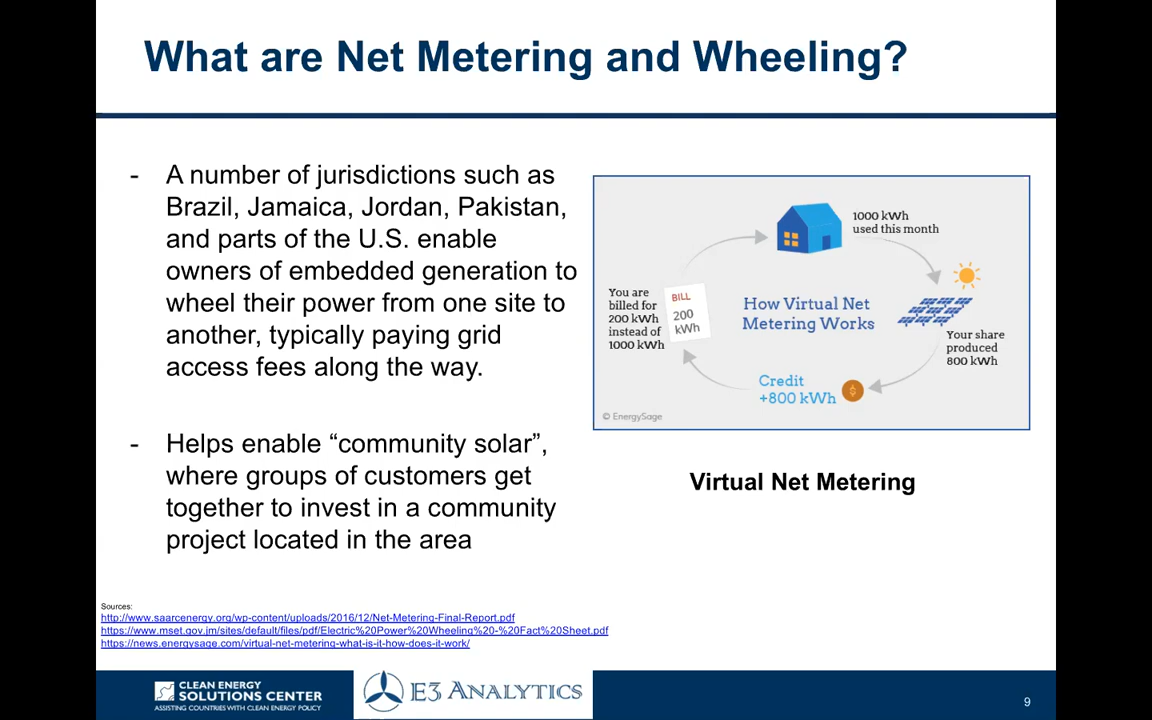 What are Net Metering and Wheeling?
- A number of jurisdictions such as
Brazil, Jamaica, Jordan, Pakistan,
and parts of the U.S. enable
owners of embedded generation to
wheel their power from one site to
another, typically paying grid
access fees along the way.
- Helps enable “community solar”,
where groups of customers get
together to invest in a community
project located in the area
1000 kWh
used this month
You are
billed for
200 kWh
instead of
1000 kWh
BILL
200
kWh
How Virtual Net
Metering Works
Your share
produced
800 kWh
Credit
+800 kWh
© EnergySage
Virtual Net Metering
Sources:
http://www.saarcenergy.org/wp-content/uploads/2016/12/Net-Metering-Final-Report.pdf
https://www.mset.gov.jm/sites/default/files/pdf/Electric%20Power%20Wheeling%20-%20Fact%20Sheet.pdf
https://news.energysage.com/virtual-net-metering-what-is-it-how-does-it-work/
CLEAN ENERGY
SOLUTIONS CENTER
ASSISTING COUNTRIES WITH CLEAN ENERGY POLICY
E3 ANALYTICS
9